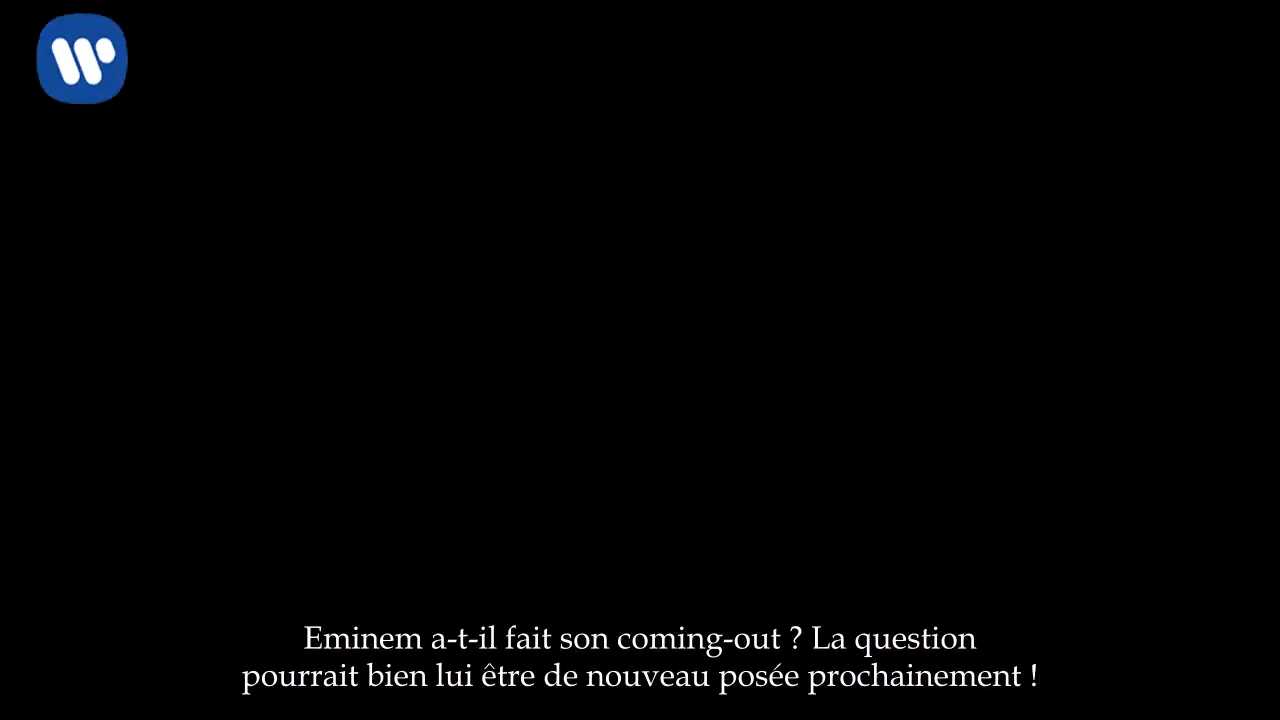 Eminem a-t-il fait son coming-out ? La question
pourrait bien lui être de nouveau posée prochainement !